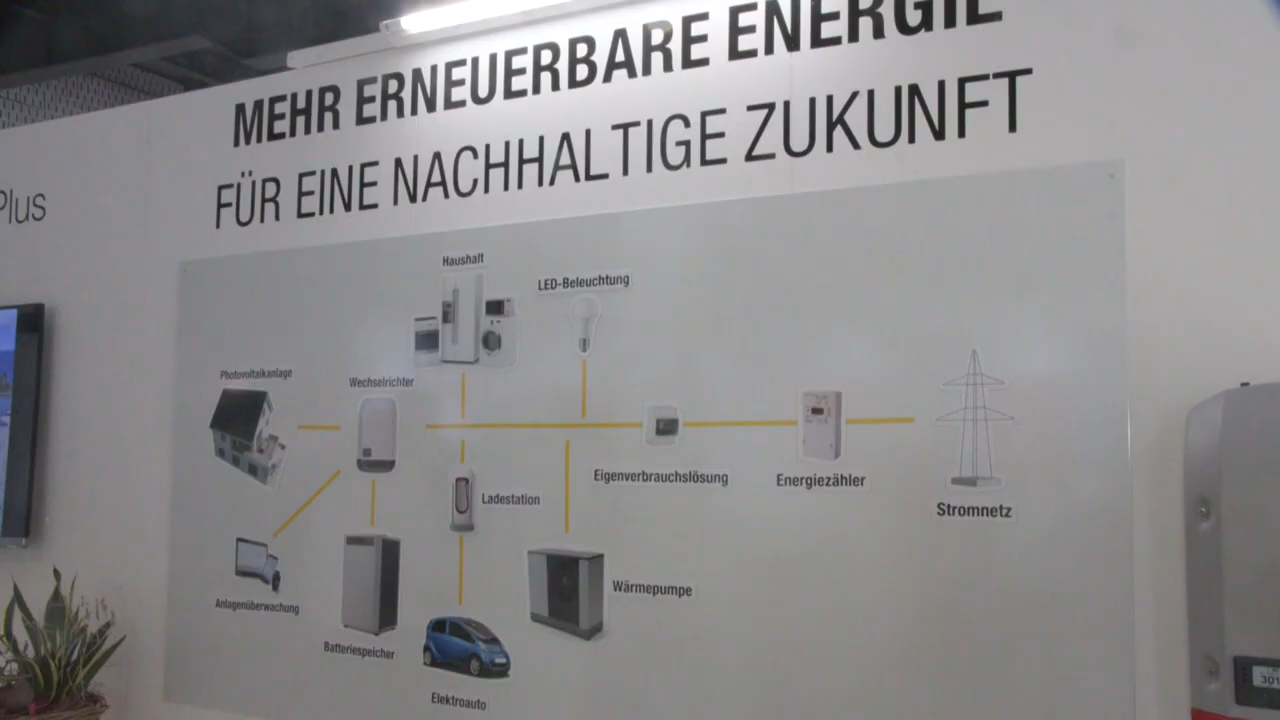 MEHR ERNEUERBARE ENERGIE
FÜR EINE NACHHALTIGE ZUKUNFT
Plus
Haushalt
LED-Beleuchtung
Photovoltaikanlage
Wechselrichter
Eigenverbrauchslösung
Energiezähler
Ladestation
Stromnetz
Wärmepumpe
Anlagenüberwachung
Batteriespeicher
Elektroauto
301